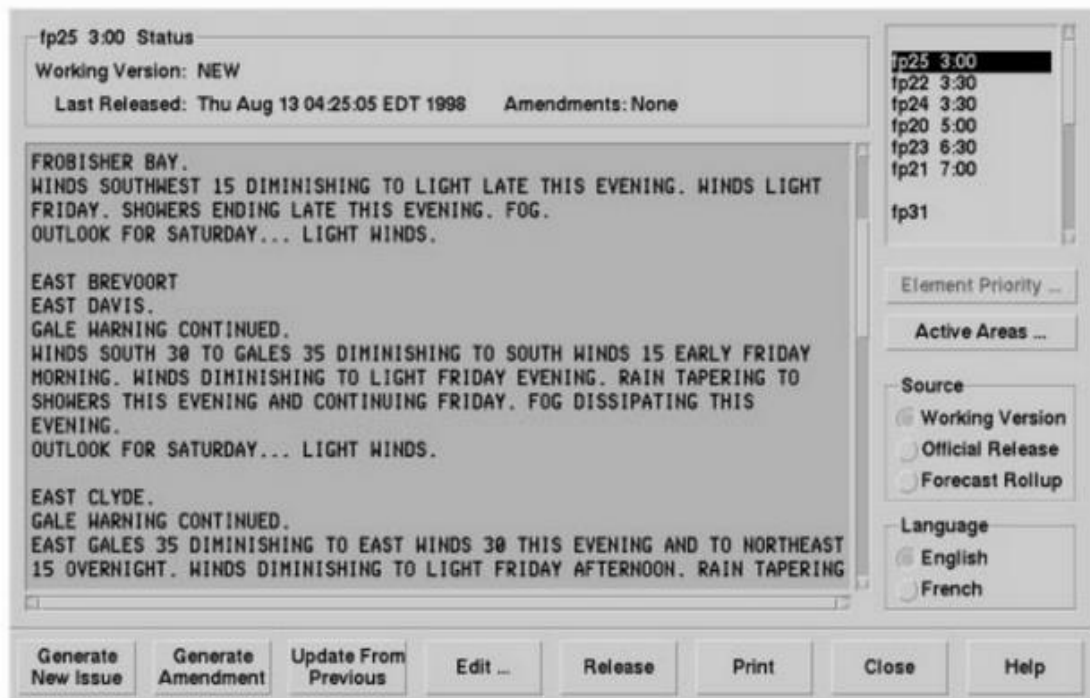 fp25 3:00 Status
Working Version: NEW
Last Released: Thu Aug 13 04:25:05 EDT 1998 Amendments: None
FROBISHER BAY.
WINDS SOUTHWEST 15 DIMINISHING TO LIGHT LATE THIS EVENING. WINDS LIGHT
FRIDAY. SHOWERS ENDING LATE THIS EVENING. FOG.
OUTLOOK FOR SATURDAY... LIGHT WINDS.
EAST BREVOORT
EAST DAVIS.
GALE WARNING CONTINUED.
WINDS SOUTH 30 TO GALES 35 DIMINISHING TO SOUTH WINDS 15 EARLY FRIDAY
MORNING. WINDS DIMINISHING TO LIGHT FRIDAY EVENING. RAIN TAPERING TO
SHOWERS THIS EVENING AND CONTINUING FRIDAY. FOG DISSIPATING THIS
EVENING.
OUTLOOK FOR SATURDAY... LIGHT WINDS.
EAST CLYDE.
GALE WARNING CONTINUED.
EAST GALES 35 DIMINISHING TO EAST WINDS 30 THIS EVENING AND TO NORTHEAST
15 OVERNIGHT. WINDS DIMINISHING TO LIGHT FRIDAY AFTERNOON. RAIN TAPERING
fp25 3:00
fp22 3:30
fp24 3:30
fp20 5:00
fp23 6:30
fp21 7:00
fp31
Element Priority ...
Active Areas ...
Source
Working Version
Official Release
Forecast Rollup
Language
English
French
Generate New Issue
Generate Amendment
Update From Previous
Edit ...
Release
Print
Close
Help